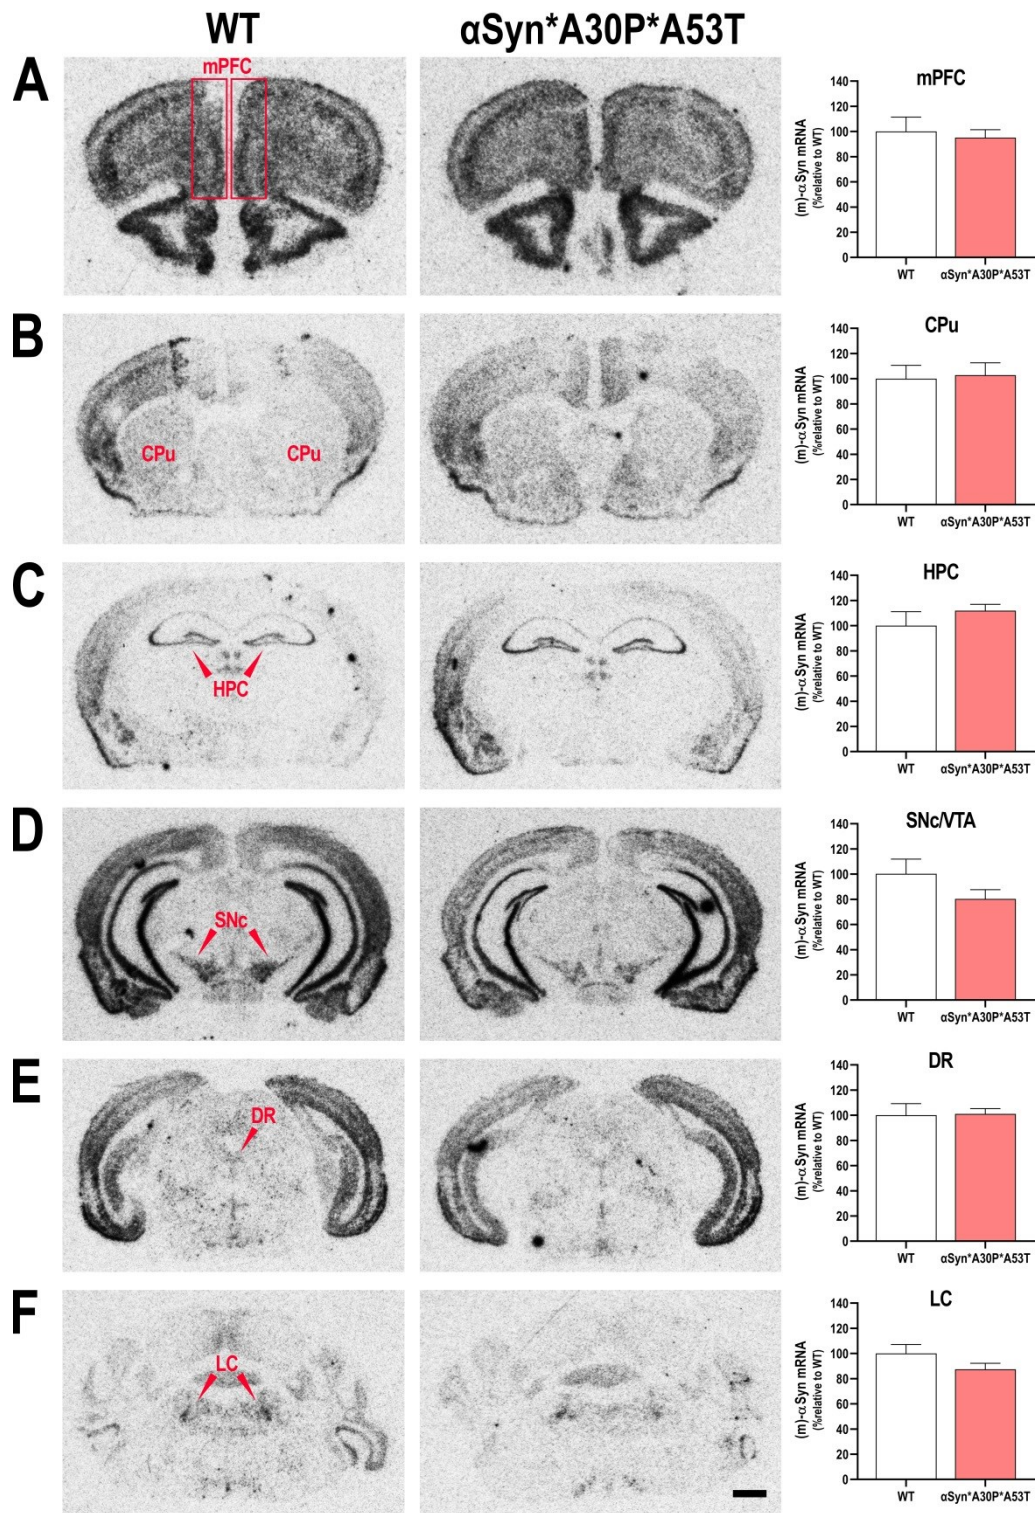 WT
αSyn*A30P*A53T
A
mPFC
mPFC
140
120
100
80
60
40
20
0
(m)-αSyn mRNA
(%relative to WT)
WT
αSyn*A30P*A53T
B
CPu
CPu
CPu
140
120
100
80
60
40
20
0
(m)-αSyn mRNA
(%relative to WT)
WT
αSyn*A30P*A53T
C
HPC
HPC
140
120
100
80
60
40
20
0
(m)-αSyn mRNA
(%relative to WT)
WT
αSyn*A30P*A53T
D
SNc
SNc/VTA
140
120
100
80
60
40
20
0
(m)-αSyn mRNA
(%relative to WT)
WT
αSyn*A30P*A53T
E
DR
DR
140
120
100
80
60
40
20
0
(m)-αSyn mRNA
(%relative to WT)
WT
αSyn*A30P*A53T
F
LC
LC
140
120
100
80
60
40
20
0
(m)-αSyn mRNA
(%relative to WT)
WT
αSyn*A30P*A53T